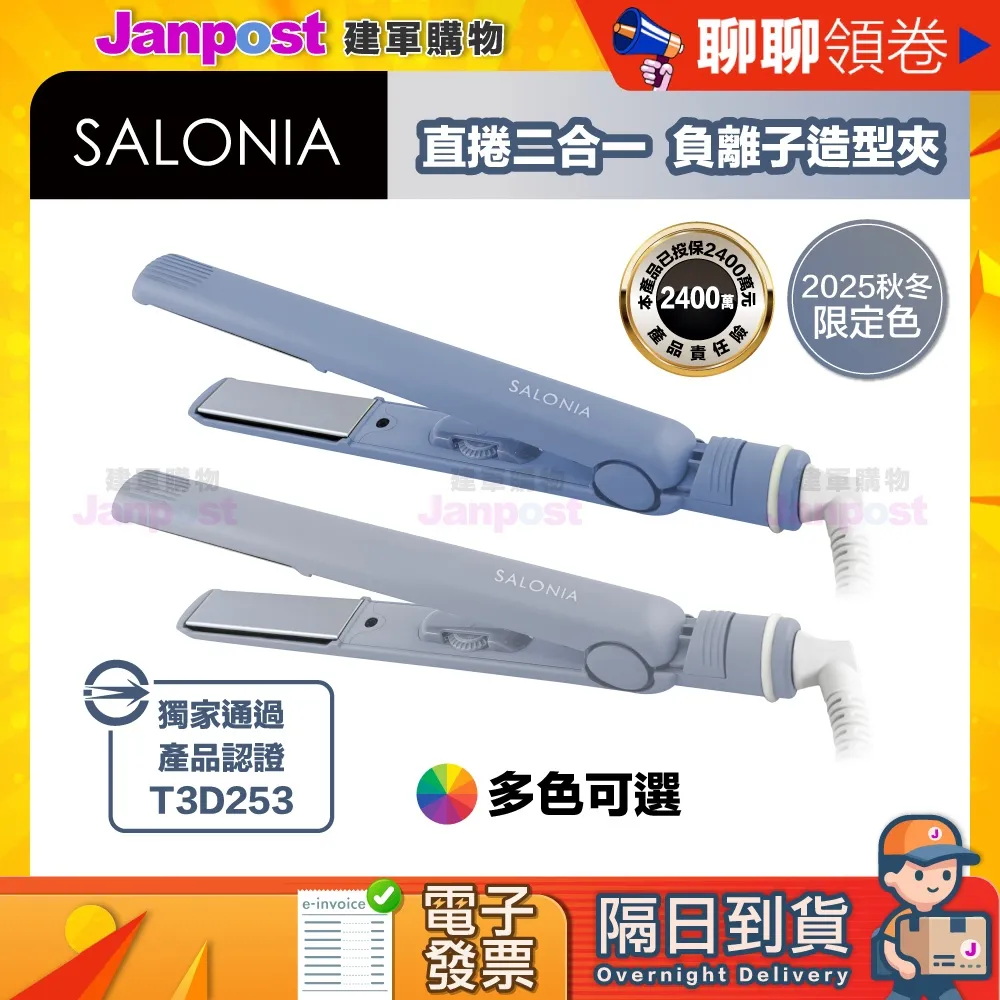 Janpost 建軍購物
聊聊領卷
SALONIA
直捲二合一 負離子造型夾
本產品已投保2400萬元
2400萬
產品責任險
2025秋冬
限定色
SALONIA
建軍購物
Janpost
建軍購物
Janpost
建軍購物
Janpost
SALONIA
獨家通過
產品認證
T3D253
多色可選
J
e-invoice
電子
發票
隔日到貨
Overnight Delivery
J